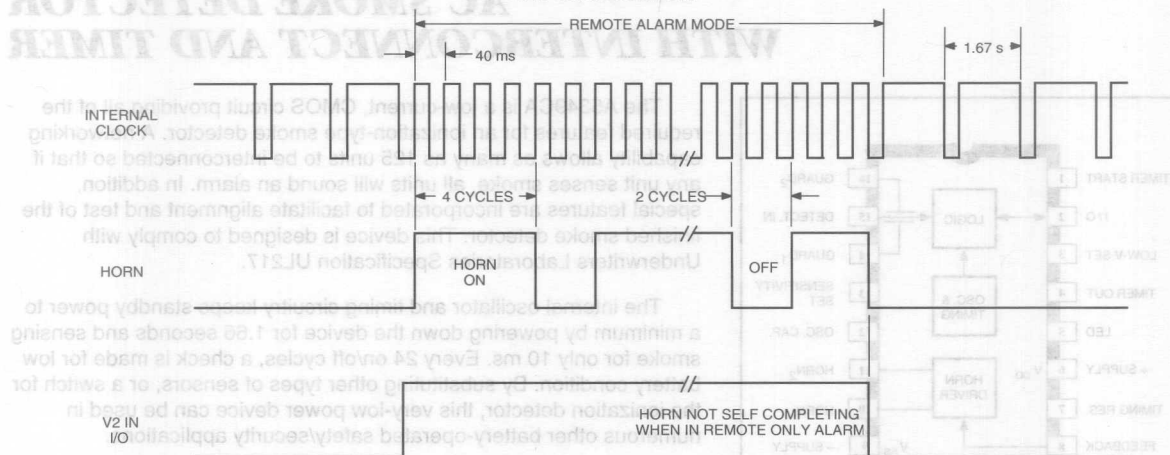 REMOTE ALARM MODE
40 ms
1.67 s
INTERNAL
CLOCK
4 CYCLES
2 CYCLES
HORN
HORN
ON
OFF
V2 IN
I/O
HORN NOT SELF COMPLETING
WHEN IN REMOTE ONLY ALARM
AC SMOKE DETECTOR
WITH INTERCONNECT AND TIMER
The A5349CA is a low-current, CMOS circuit providing all of the
required features for an ionization-type smoke detector. A networking
capability allows as many as 125 units to be interconnected so that if
any unit senses smoke, all units will sound an alarm. In addition,
special features are incorporated to facilitate alignment and test of the
finished smoke detector. This device is designed to comply with
Underwriters Laboratories Specification UL217.
The internal oscillator and timing circuitry keeps standby power to
a minimum by powering down the device for 1.66 seconds and sensing
smoke for only 10 ms. Every 24 on/off cycles, a check is made for low
battery condition. By substituting other types of sensors, or a switch for
the ionization detector, this very-low power device can be used in
numerous other battery-operated safety/security applications.
TIMER START
I/O
LOW-V SET
TIMER OUT
LED
+ SUPPLY
TIMING RES.
FEEDBACK
LOGIC
OSC &
TIMING
HORN
DRIVER
GUARD2
DETECT. IN
GUARD
SENSITIVITY
SET
OSC. CAP.
HORN2
– SUPPLY
VDD
VSS